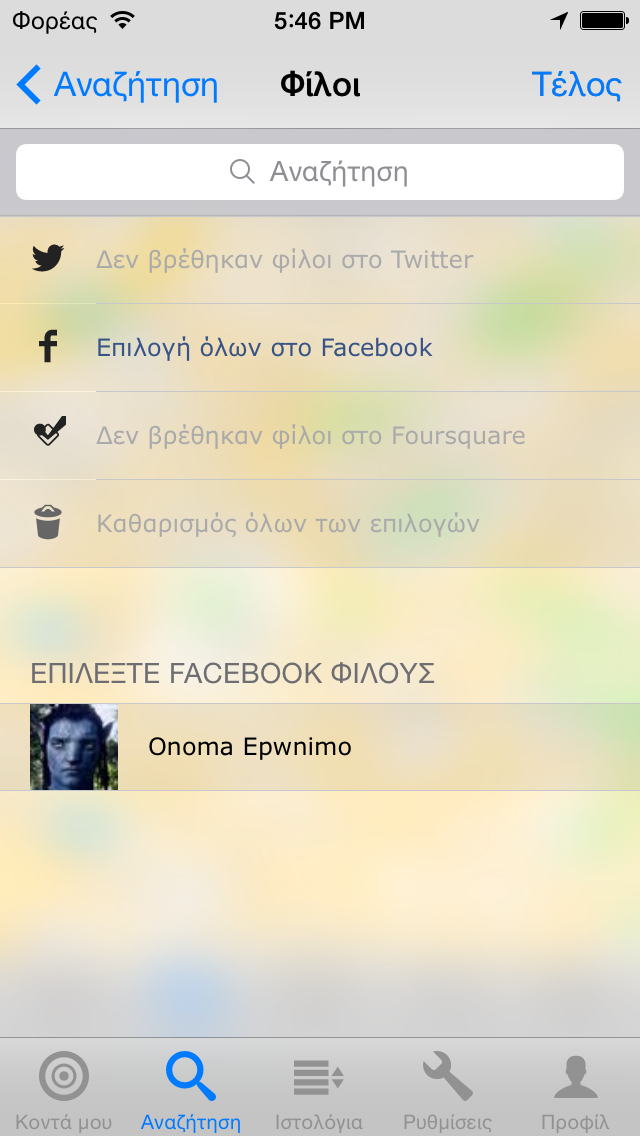 Φορέας 5:46 PM
Αναζήτηση Φίλοι Τέλος
Αναζήτηση
Δεν βρέθηκαν φίλοι στο Twitter
Επιλογή όλων στο Facebook
Δεν βρέθηκαν φίλοι στο Foursquare
Καθαρισμός όλων των επιλογών
ΕΠΙΛΕΞΤΕ FACEBOOK ΦΙΛΟΥΣ
Onoma Epwnimo
Κοντά μου Αναζήτηση Ιστολόγια Ρυθμίσεις Προφίλ